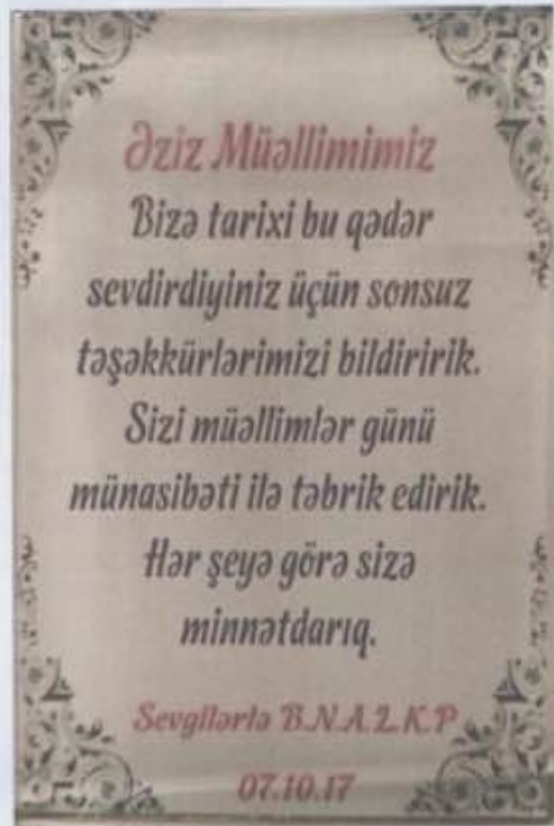 Əziz Müəllimimiz
Bizə tarixi bu qədər
sevdirdiyiniz üçün sonsuz
təşəkkürlərimizi bildiririk.
Sizi müəllimlər günü
münasibəti ilə təbrik edirik.
Hər şeyə görə sizə
minnətdarıq.
Sevgilərlə B.N.A.L.K.P
07.10.17